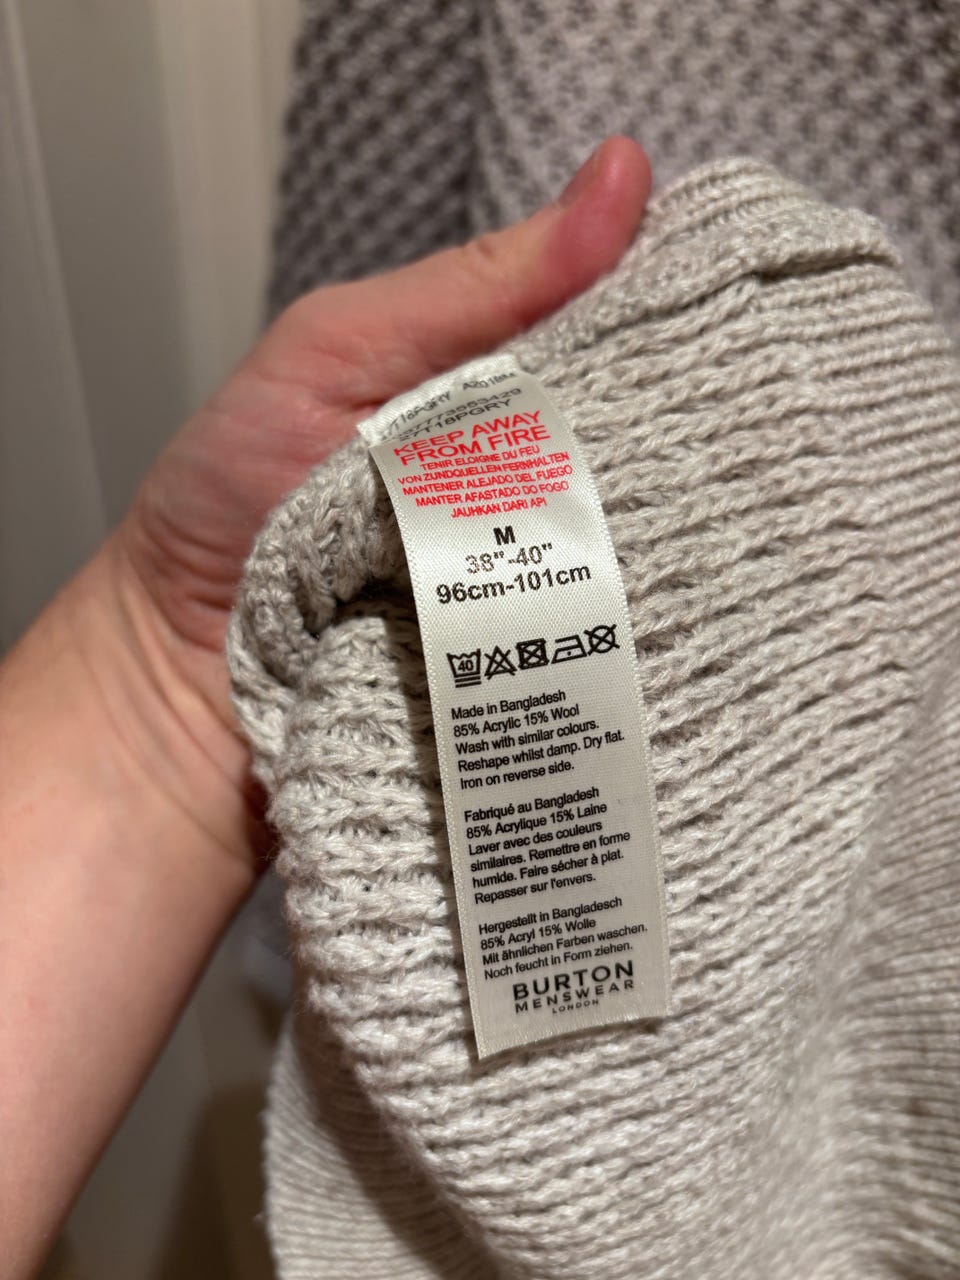 27118PGRY
KEEP AWAY
FROM FIRE
TENIR ELOIGNE DU FEU
VON ZUNDQUELLEN FERNHALTEN
MANTENER ALEJADO DEL FUEGO
MANTER AFASTADO DO FOGO
JAUHKAN DARI API
M
38"-40"
96cm-101cm
40
Made in Bangladesh
85% Acrylic 15% Wool
Wash with similar colours.
Reshape whilst damp. Dry flat.
Iron on reverse side.
Fabriqué au Bangladesh
85% Acrylique 15% Laine
Laver avec des couleurs
similaires. Remettre en forme
humide. Faire sécher à plat.
Repasser sur l'envers.
Hergestellt in Bangladesch
85% Acryl 15% Wolle
Mit ähnlichen Farben waschen.
Noch feucht in Form ziehen.
BURTON
MENSWEAR
LONDON